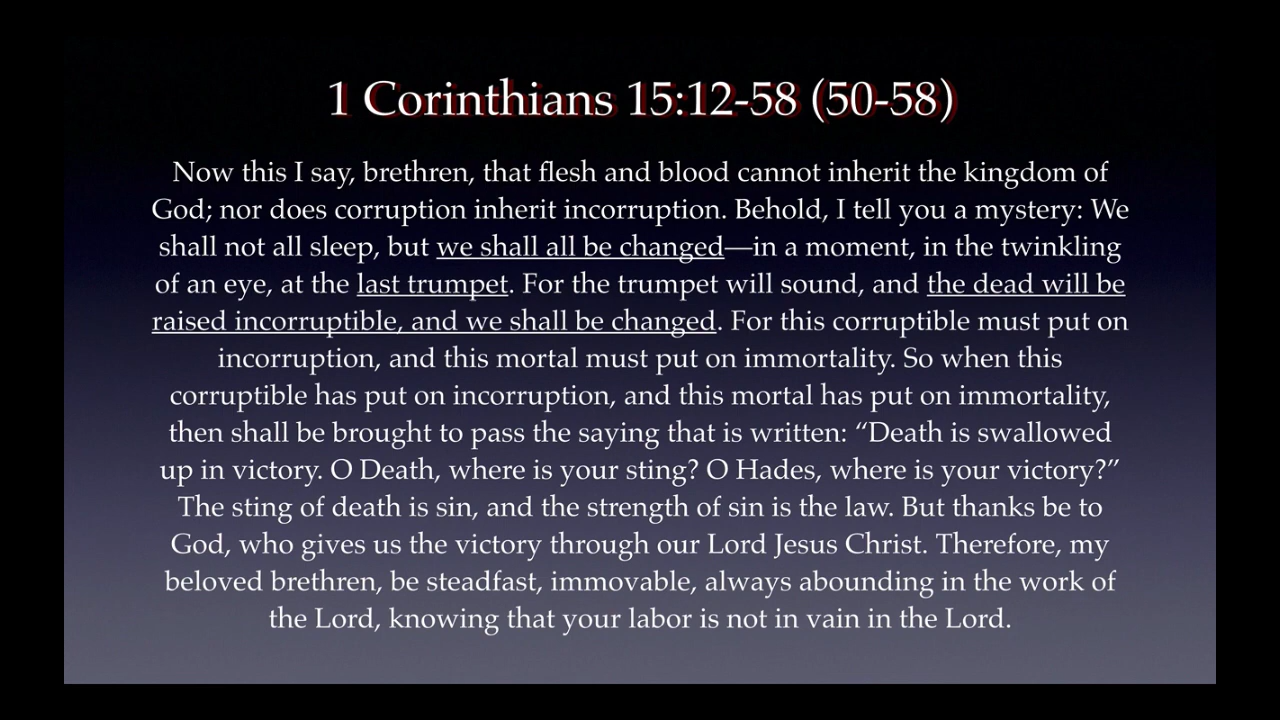 1 Corinthians 15:12-58 (50-58)
Now this I say, brethren, that flesh and blood cannot inherit the kingdom of
God; nor does corruption inherit incorruption. Behold, I tell you a mystery: We
shall not all sleep, but we shall all be changed—in a moment, in the twinkling
of an eye, at the last trumpet. For the trumpet will sound, and the dead will be
raised incorruptible, and we shall be changed. For this corruptible must put on
incorruption, and this mortal must put on immortality. So when this
corruptible has put on incorruption, and this mortal has put on immortality,
then shall be brought to pass the saying that is written: “Death is swallowed
up in victory. O Death, where is your sting? O Hades, where is your victory?”
The sting of death is sin, and the strength of sin is the law. But thanks be to
God, who gives us the victory through our Lord Jesus Christ. Therefore, my
beloved brethren, be steadfast, immovable, always abounding in the work of
the Lord, knowing that your labor is not in vain in the Lord.